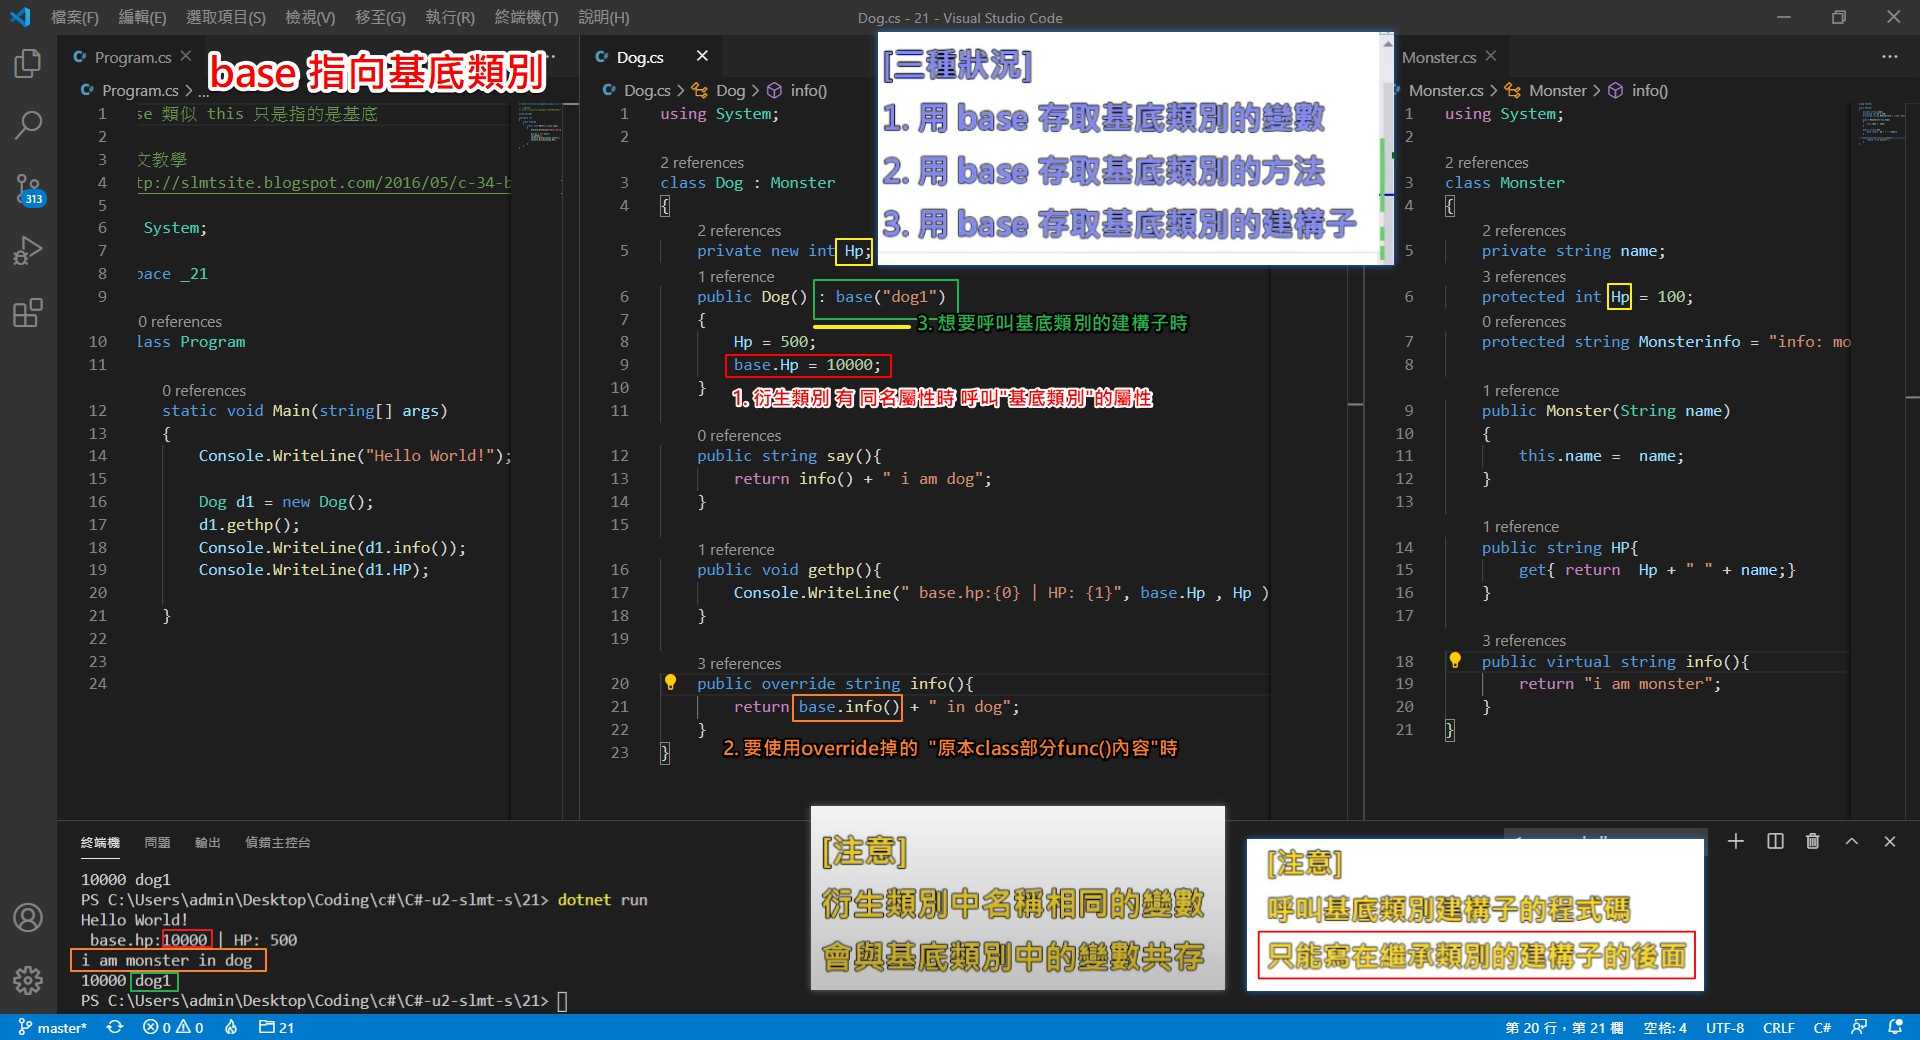 檔案(F) 編輯(E) 選取項目(S) 檢視(V) 移至(G) 執行(R) 終端機(T) 說明(H)
Dog.cs - 21 - Visual Studio Code
Program.cs
base 指向基底類別
Program.cs > ...
1 se 類似 this 只是指的是基底
2
3 文教學
4 tp://slmtsite.blogspot.com/2016/05/c-34-b
5
6 System;
7
8 pace _21
9
0 references
10 lass Program
11
0 references
12 static void Main(string[] args)
13 {
14 Console.WriteLine("Hello World!");
15
16 Dog d1 = new Dog();
17 d1.gethp();
18 Console.WriteLine(d1.info());
19 Console.WriteLine(d1.HP);
20
21 }
22
23
24
313
Dog.cs
Dog.cs > Dog > info()
1 using System;
2
2 references
3 class Dog : Monster
4 {
2 references
5 private new int Hp;
1 reference
6 public Dog() : base("dog1")
7 {
3. 想要呼叫基底類別的建構子時
8 Hp = 500;
9 base.Hp = 10000;
10 }
1. 衍生類別 有 同名屬性時 呼叫"基底類別"的屬性
11
0 references
12 public string say(){
13 return info() + " i am dog";
14 }
15
1 reference
16 public void gethp(){
17 Console.WriteLine(" base.hp:{0} | HP: {1}", base.Hp , Hp )
18 }
19
3 references
20 public override string info(){
21 return base.info() + " in dog";
22 }
2. 要使用override掉的 "原本class部分func()內容"時
23 }
[三種狀況]
1. 用 base 存取基底類別的變數
2. 用 base 存取基底類別的方法
3. 用 base 存取基底類別的建構子
Monster.cs
Monster.cs > Monster > info()
1 using System;
2
2 references
3 class Monster
4 {
2 references
5 private string name;
3 references
6 protected int Hp = 100;
0 references
7 protected string Monsterinfo = "info: mo
8
1 reference
9 public Monster(String name)
10 {
11 this.name = name;
12 }
13
1 reference
14 public string HP{
15 get{ return Hp + " " + name;}
16 }
17
3 references
18 public virtual string info(){
19 return "i am monster";
20 }
21 }
終端機 問題 輸出 偵錯主控台
10000 dog1
PS C:\Users\admin\Desktop\Coding\c#\C#-u2-slmt-s\21> dotnet run
Hello World!
base.hp:10000 | HP: 500
i am monster in dog
10000 dog1
PS C:\Users\admin\Desktop\Coding\c#\C#-u2-slmt-s\21>
[注意]
衍生類別中名稱相同的變數
會與基底類別中的變數共存
[注意]
呼叫基底類別建構子的程式碼
只能寫在繼承類別的建構子的後面
master* 0 0 21
第 20 行，第 21 欄 空格: 4 UTF-8 CRLF C#